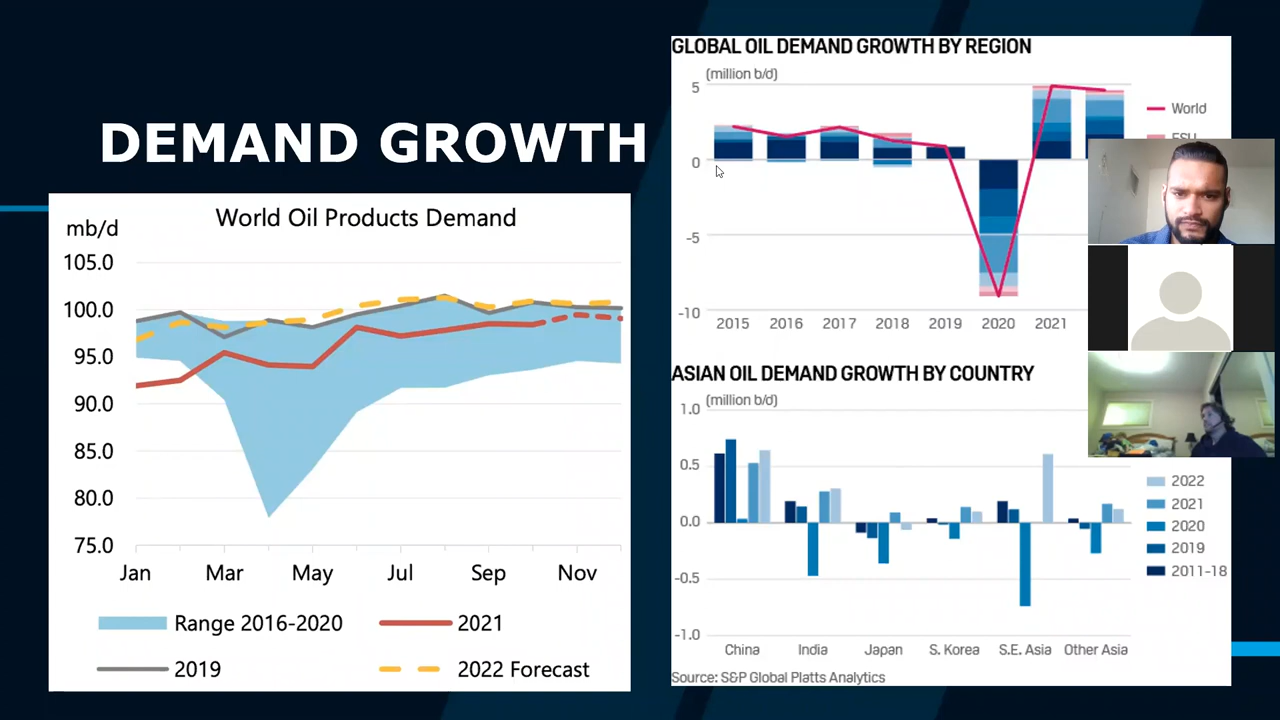 DEMAND GROWTH
World Oil Products Demand
mb/d
105.0
100.0
95.0
90.0
85.0
80.0
75.0
Jan
Mar
May
Jul
Sep
Nov
Range 2016-2020
2021
2019
2022 Forecast
GLOBAL OIL DEMAND GROWTH BY REGION
(million b/d)
5
0
-5
-10
2015
2016
2017
2018
2019
2020
2021
World
ASIAN OIL DEMAND GROWTH BY COUNTRY
(million b/d)
1.0
0.5
0.0
-0.5
-1.0
China
India
Japan
S. Korea
S.E. Asia
Other Asia
2022
2021
2020
2019
2011-18
Source: S&P Global Platts Analytics